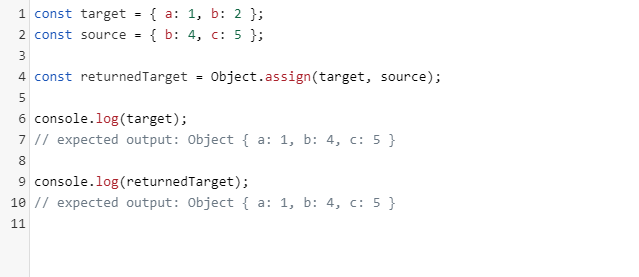 1 const target = { a: 1, b: 2 };
2 const source = { b: 4, c: 5 };
3
4 const returnedTarget = Object.assign(target, source);
5
6 console.log(target);
7 // expected output: Object { a: 1, b: 4, c: 5 }
8
9 console.log(returnedTarget);
10 // expected output: Object { a: 1, b: 4, c: 5 }
11